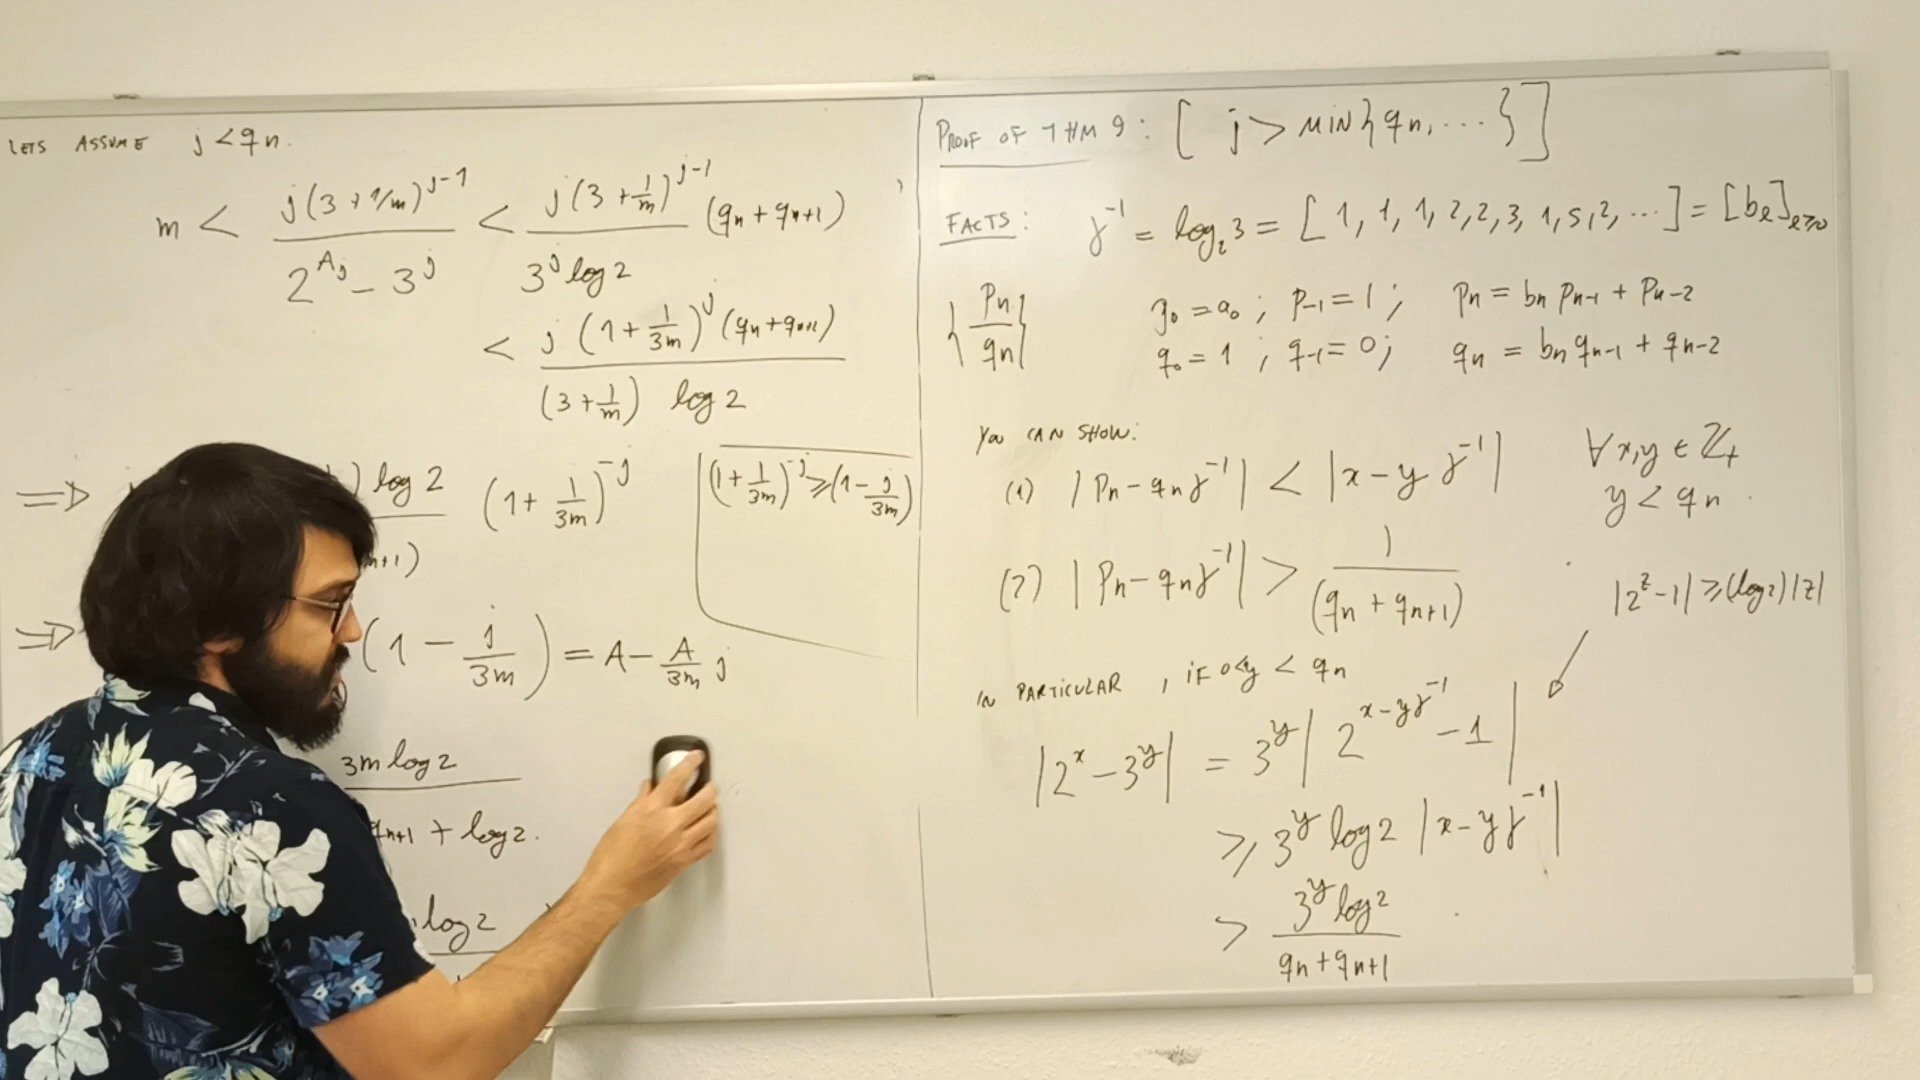 LETS ASSUME j < qn.
m < j(3 + 1/m)^{j-1} / (2^{Aj} - 3^j) < j(3 + 1/m)^{j-1} / (3^j log 2) (qn + qn+1)
< j (1 + 1/3m)^j (qn + qn+1) / ((3 + 1/m) log 2)
⇒ ) log 2 (1 + 1/3m)^{-j}
n+1)
(1 + 1/3m)^{-j} ≥ (1 - j/3m)
⇒ (1 - j/3m) = A - A/3m j
3m log 2
qn+1 + log 2.
log 2
PROOF OF THM 9: [ j > MIN{ qn, ... } ]
FACTS: γ^{-1} = log_2 3 = [ 1, 1, 1, 2, 2, 3, 1, 5, 2, ... ] = [be]_{e≥0}
{ pn / qn } p0 = a0 ; p-1 = 1 ; pn = bn pn-1 + pn-2
q0 = 1 ; q-1 = 0 ; qn = bn qn-1 + qn-2
YOU CAN SHOW:
(1) | pn - qn γ^{-1} | < | x - y γ^{-1} | ∀ x,y ∈ ℤ+
y < qn
(2) | pn - qn γ^{-1} | > 1 / (qn + qn+1)
|2^z - 1| ≥ (log 2) |z|
IN PARTICULAR , IF 0<y < qn
| 2^x - 3^y | = 3^y | 2^{x - yγ^{-1}} - 1 |
≥ 3^y log 2 | x - y γ^{-1} |
> 3^y log 2 / (qn + qn+1)